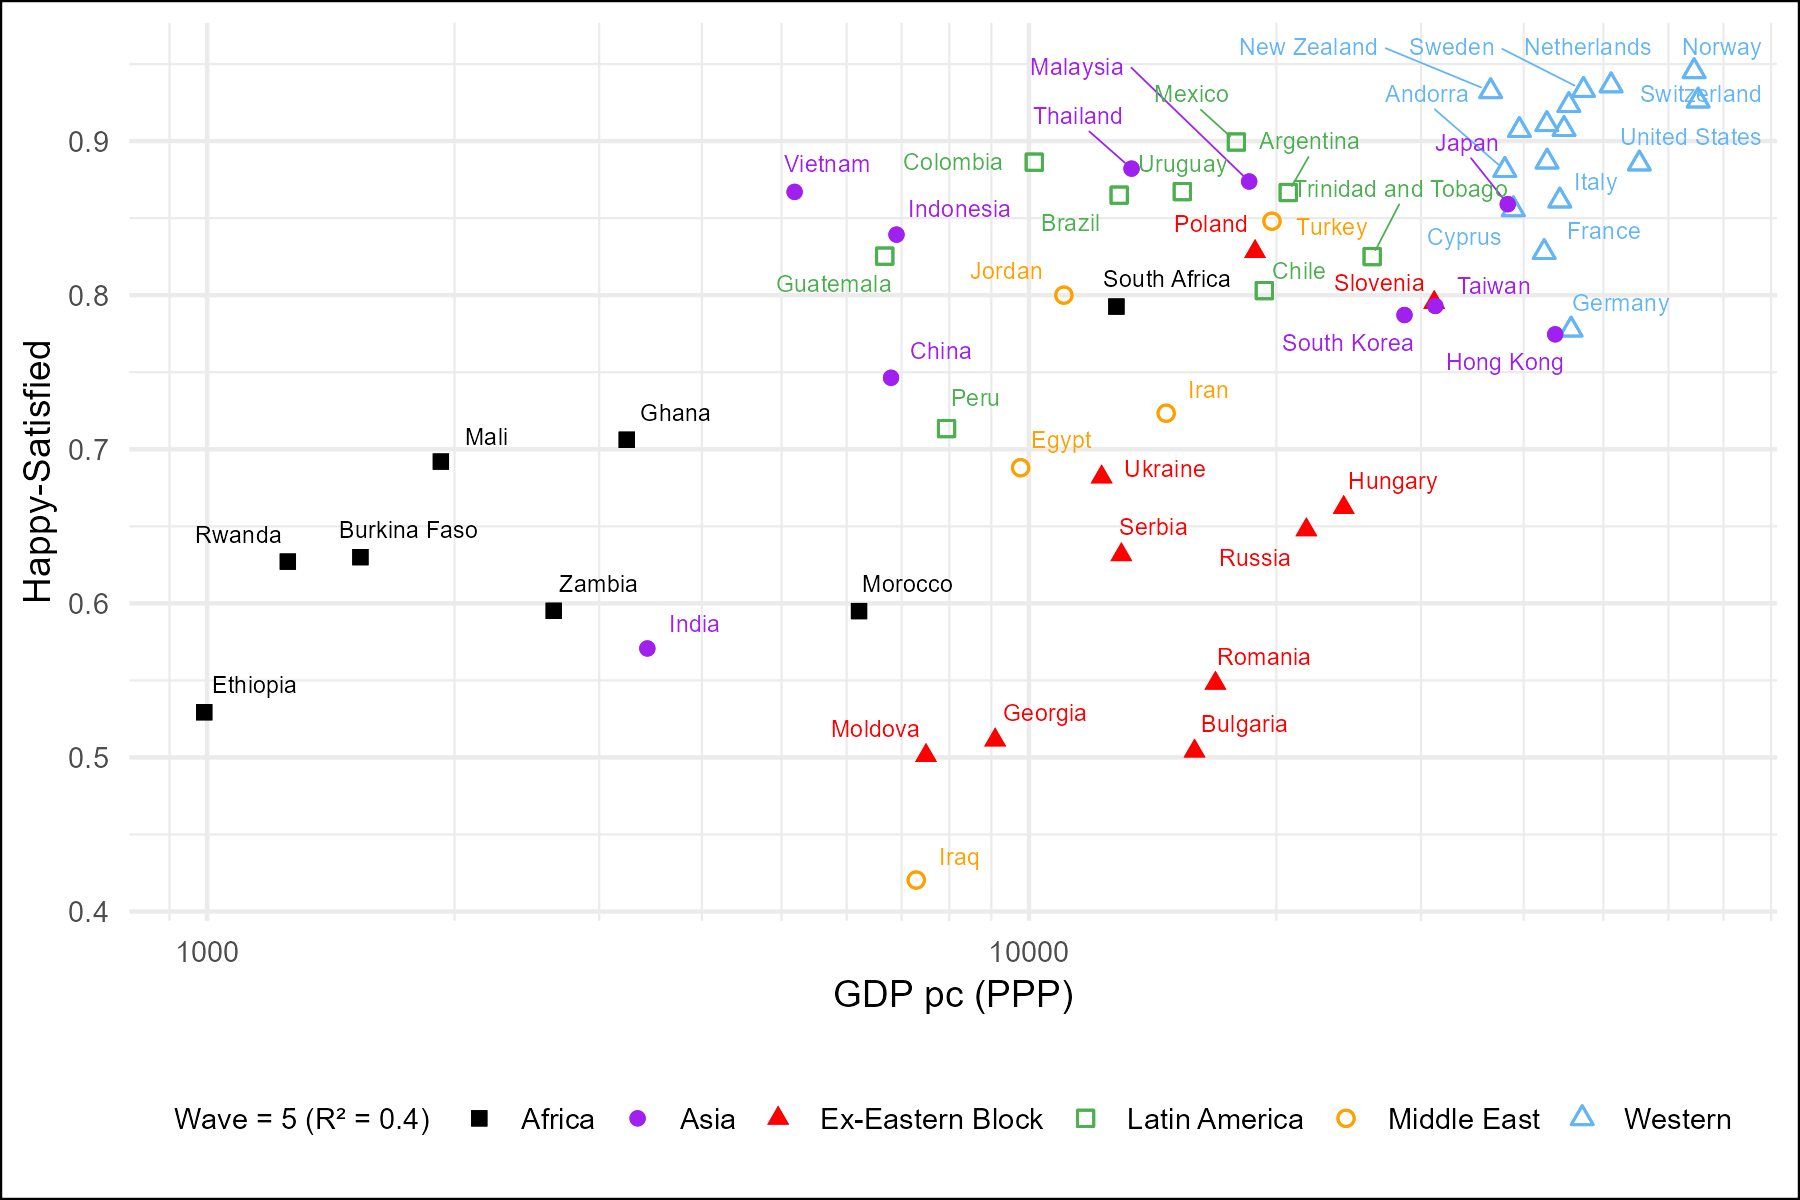 New Zealand
Sweden
Netherlands
Norway
Malaysia
Mexico
Andorra
Switzerland
Thailand
0.9
Argentina
Japan
United States
Vietnam
Colombia
Uruguay
Italy
Trinidad and Tobago
Indonesia
Brazil
Poland
Turkey
Cyprus
France
Jordan
South Africa
Chile
Guatemala
Slovenia
Taiwan
0.8
Germany
China
South Korea
Hong Kong
Iran
Peru
Ghana
Mali
Egypt
0.7
Ukraine
Hungary
Happy-Satisfied
Rwanda
Burkina Faso
Serbia
Russia
Zambia
Morocco
0.6
India
Romania
Ethiopia
Moldova
Georgia
Bulgaria
0.5
Iraq
0.4
1000
10000
GDP pc (PPP)
Wave = 5 (R² = 0.4)
Africa
Asia
Ex-Eastern Block
Latin America
Middle East
Western